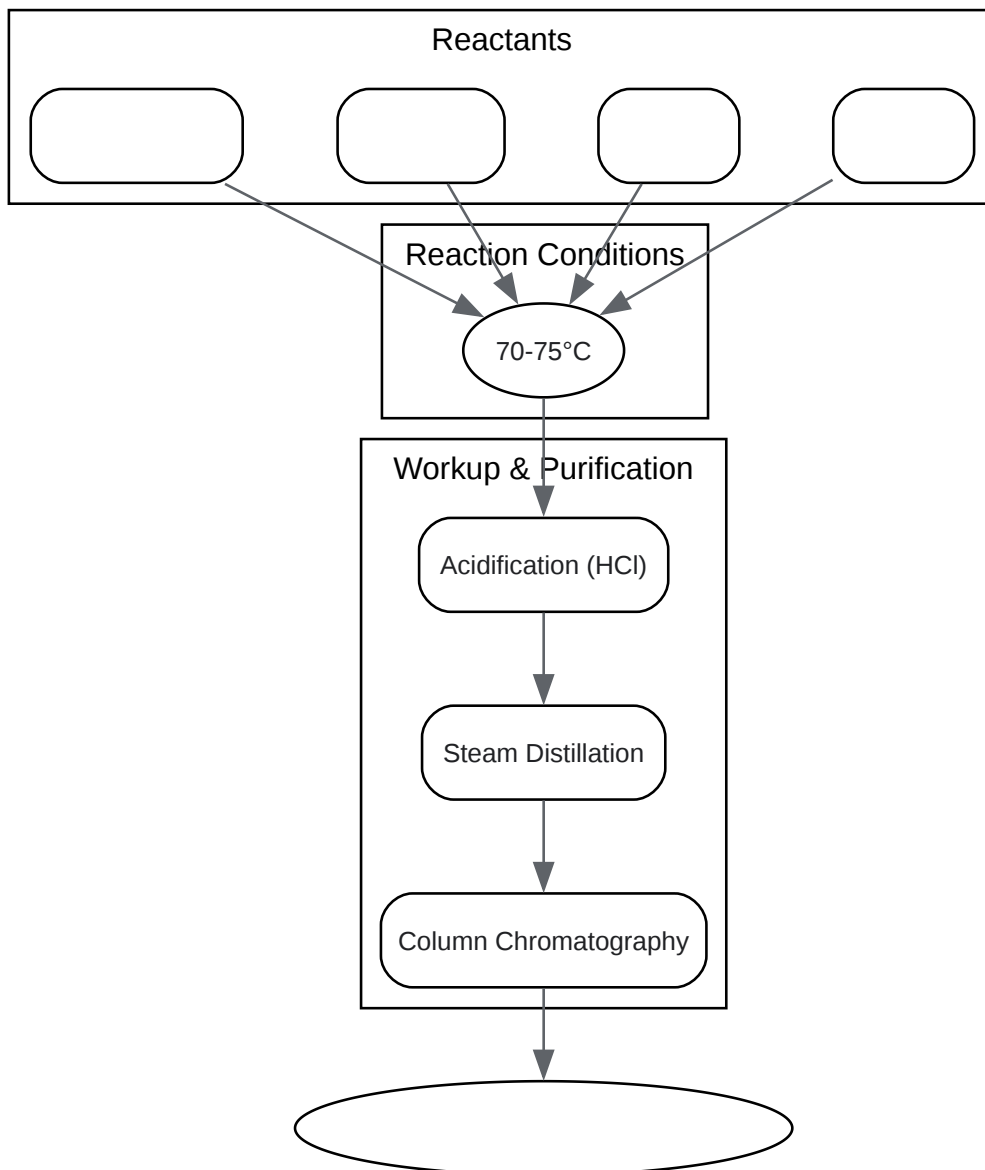 Reactants
Reaction Conditions
70-75°C
Workup & Purification
Acidification (HCl)
Steam Distillation
Column Chromatography